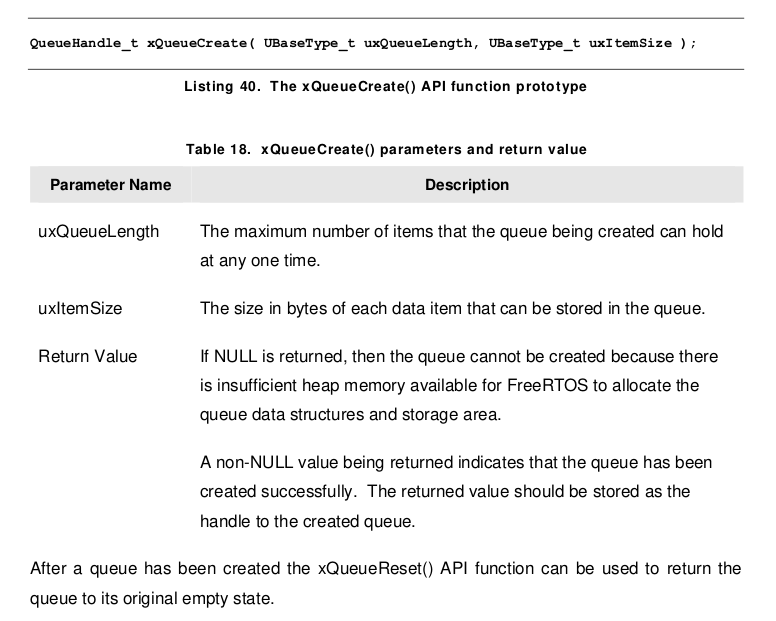 QueueHandle_t xQueueCreate( UBaseType_t uxQueueLength, UBaseType_t uxItemSize );
Listing 40. The xQueueCreate() API function prototype
Table 18. xQueueCreate() parameters and return value
Parameter Name Description
uxQueueLength The maximum number of items that the queue being created can hold
at any one time.
uxItemSize The size in bytes of each data item that can be stored in the queue.
Return Value If NULL is returned, then the queue cannot be created because there
is insufficient heap memory available for FreeRTOS to allocate the
queue data structures and storage area.
A non-NULL value being returned indicates that the queue has been
created successfully. The returned value should be stored as the
handle to the created queue.
After a queue has been created the xQueueReset() API function can be used to return the
queue to its original empty state.